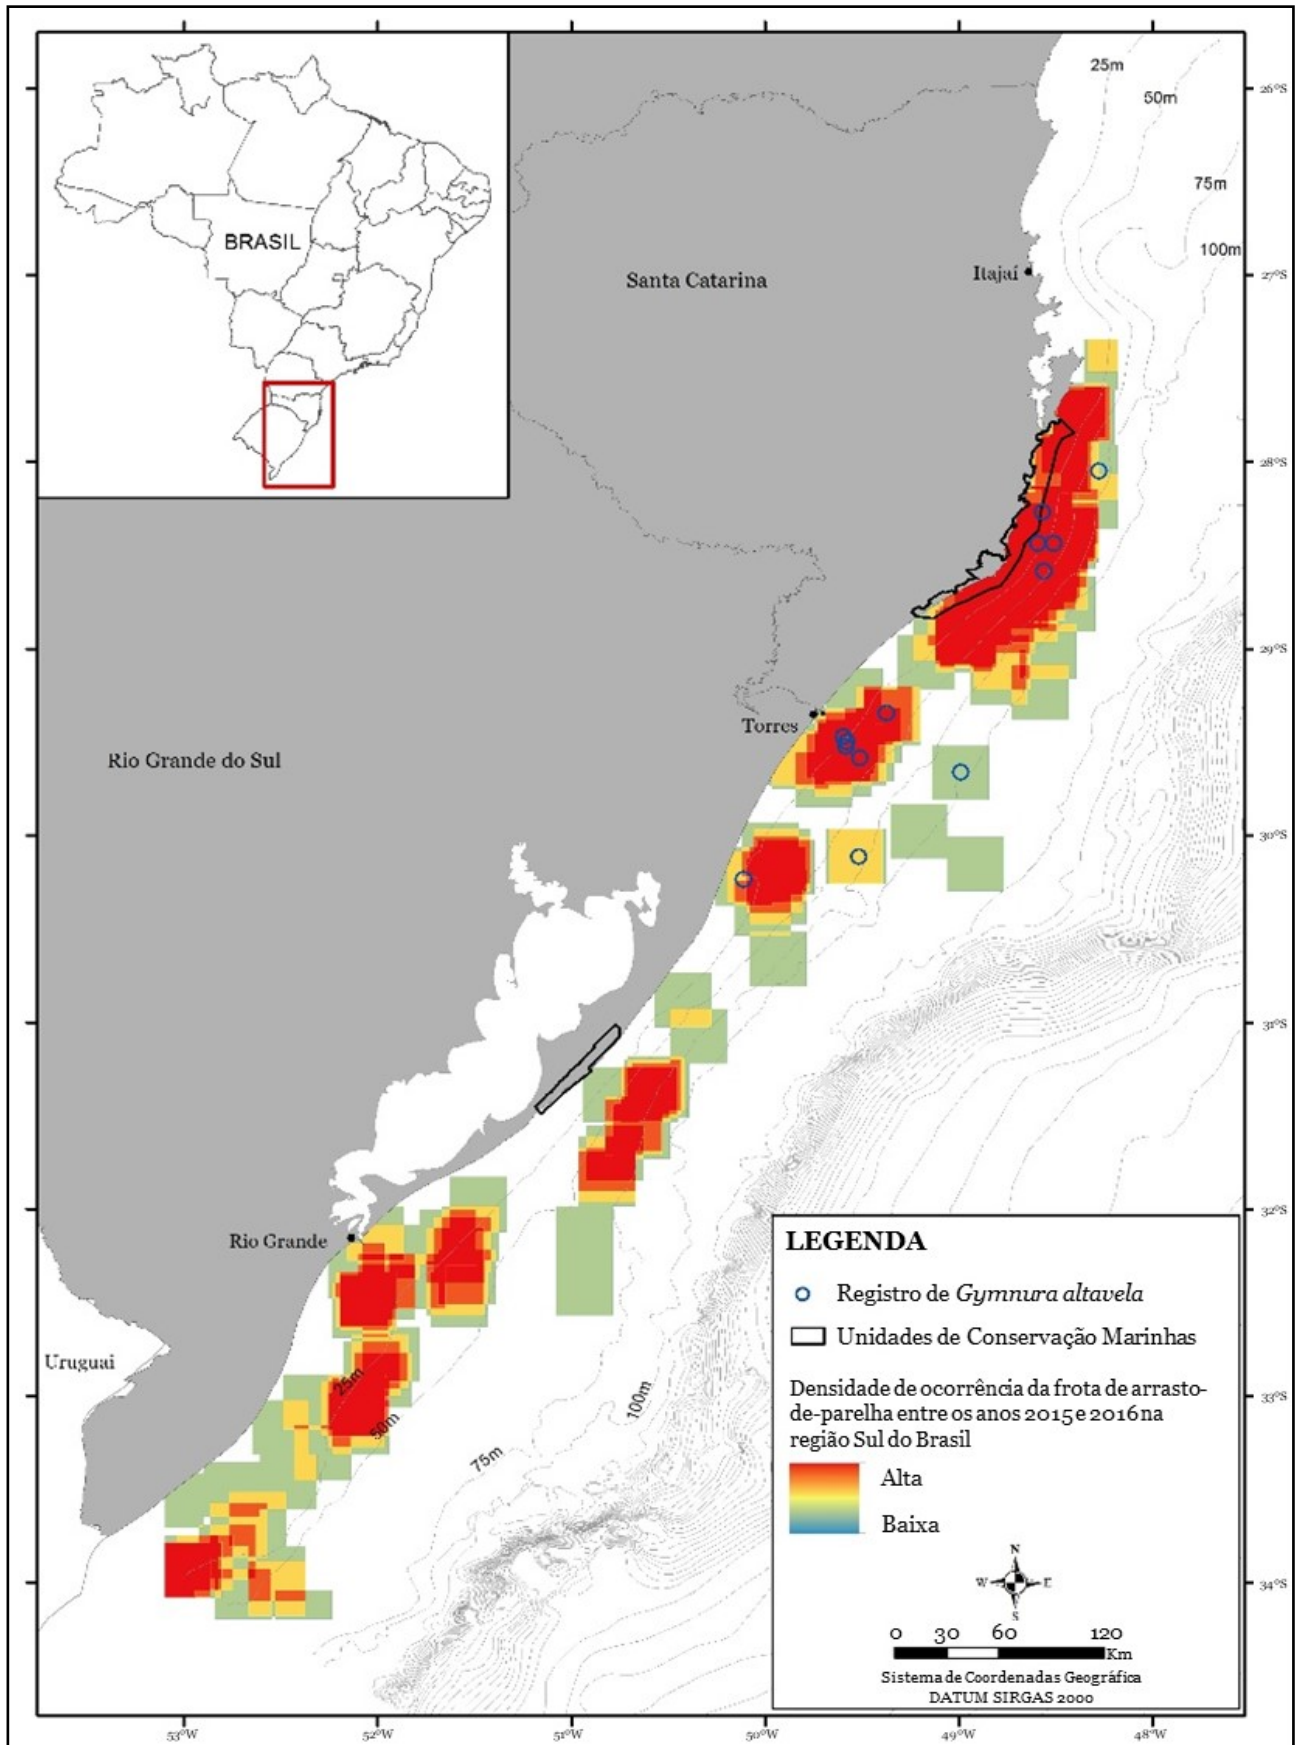 BRASIL
25m
50m
75m
100m
26°S
27°S
28°S
29°S
30°S
31°S
32°S
33°S
34°S
Santa Catarina
Itajaí
Torres
Rio Grande do Sul
Rio Grande
Uruguai
25m
50m
75m
100m
LEGENDA
Registro de Gymnura altavela
Unidades de Conservação Marinhas
Densidade de ocorrência da frota de arrasto-
de-parelha entre os anos 2015 e 2016 na
região Sul do Brasil
Alta
Baixa
N
W E
S
0 30 60 120
Km
Sistema de Coordenadas Geográfica
DATUM SIRGAS 2000
53°W 52°W 51°W 50°W 49°W 48°W